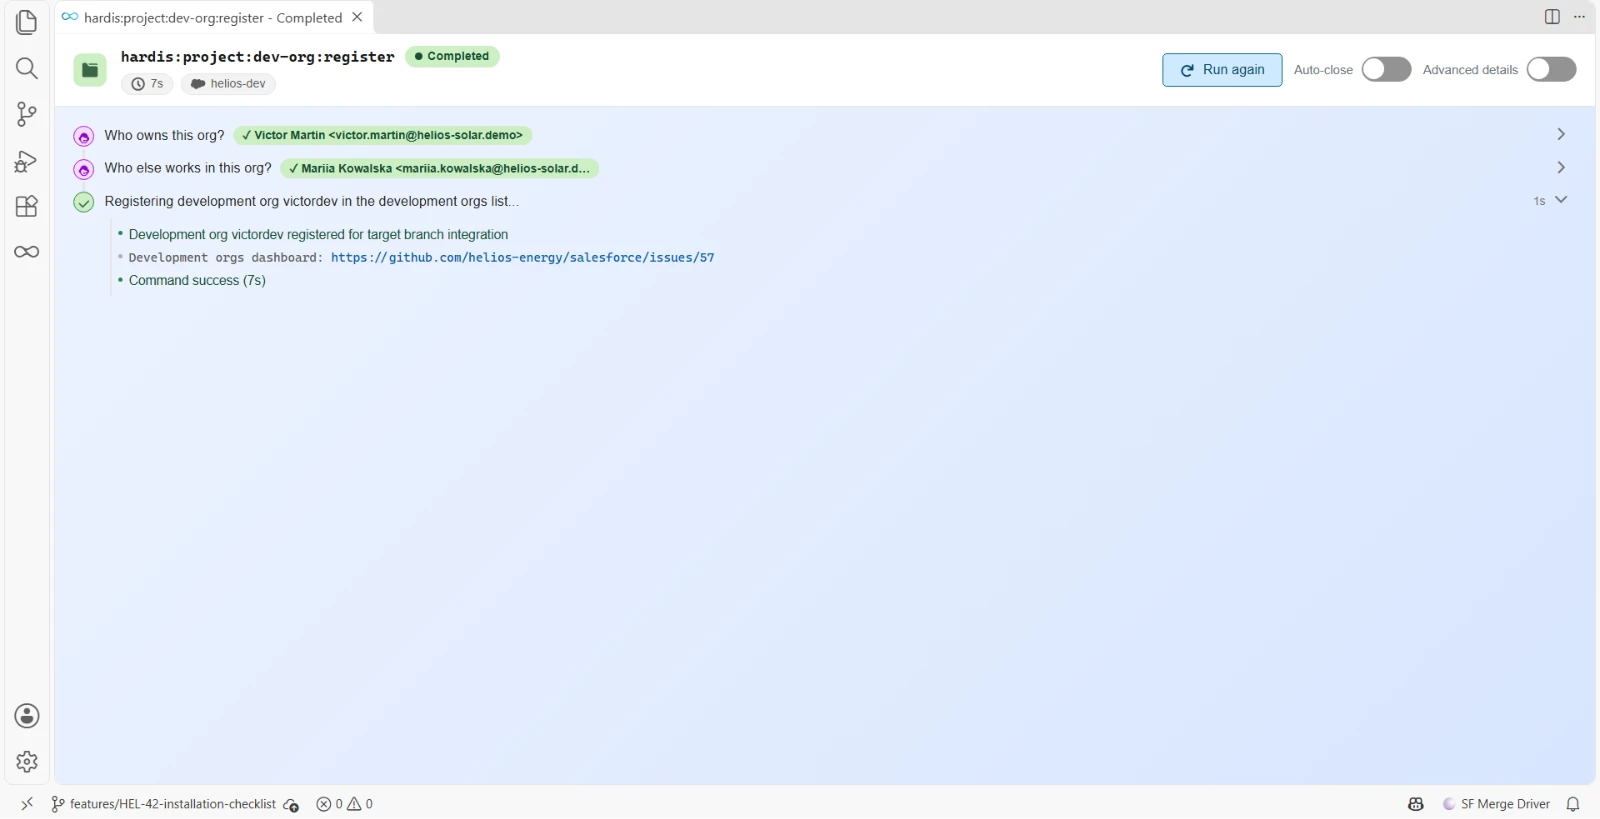 hardis:project:dev-org:register - Completed
hardis:project:dev-org:register
Completed
7s
helios-dev
Run again
Auto-close
Advanced details
Who owns this org? ✓ Victor Martin <victor.martin@helios-solar.demo>
Who else works in this org? ✓ Mariia Kowalska <mariia.kowalska@helios-solar.d...
Registering development org victordev in the development orgs list...
1s
• Development org victordev registered for target branch integration
• Development orgs dashboard: https://github.com/helios-energy/salesforce/issues/57
• Command success (7s)
features/HEL-42-installation-checklist
0
0
SF Merge Driver